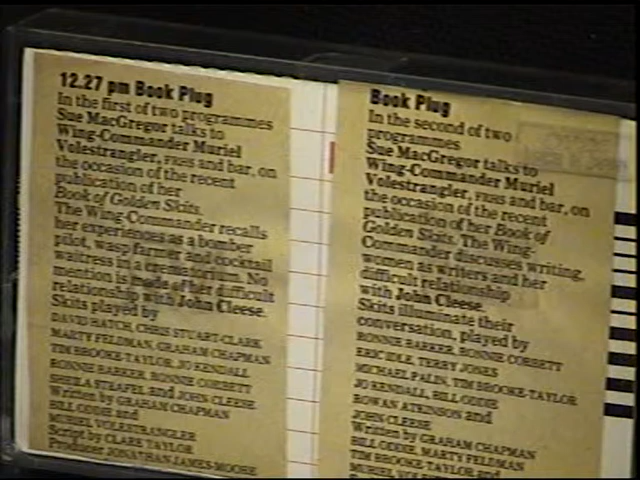 12.27 pm Book Plug
In the first of two programmes
Sue MacGregor talks to
Wing-Commander Muriel
Volestrangler, FRHS and bar, on
the occasion of the recent
publication of her
Book of Golden Skits.
The Wing-Commander recalls
her experiences as a bomber
pilot, wasp farmer and cocktail
waitress in a crematorium. No
mention is made of her difficult
relationship with John Cleese.
Skits played by
DAVID HATCH, CHRIS STUART-CLARK
MARTY FELDMAN, GRAHAM CHAPMAN
TIM BROOKE-TAYLOR, JO KENDALL
RONNIE BARKER, RONNIE CORBETT
SHEILA STEAFEL and JOHN CLEESE
Written by GRAHAM CHAPMAN
BILL ODDIE and
MURIEL VOLESTRANGLER
Script by CLARE TAYLOR
Producer JONATHAN JAMES-MOORE
Book Plug
In the second of two
programmes
Sue MacGregor talks to
Wing-Commander Muriel
Volestrangler, FRHS and bar, on
the occasion of the recent
publication of her Book of
Golden Skits. The Wing-
Commander discusses writing,
women as writers and her
difficult relationship
with John Cleese.
Skits illuminate their
conversation, played by
RONNIE BARKER, RONNIE CORBETT
ERIC IDLE, TERRY JONES
MICHAEL PALIN, TIM BROOKE-TAYLOR
JO KENDALL, BILL ODDIE
ROWAN ATKINSON and
JOHN CLEESE
Written by GRAHAM CHAPMAN
BILL ODDIE, MARTY FELDMAN
TIM BROOKE-TAYLOR and